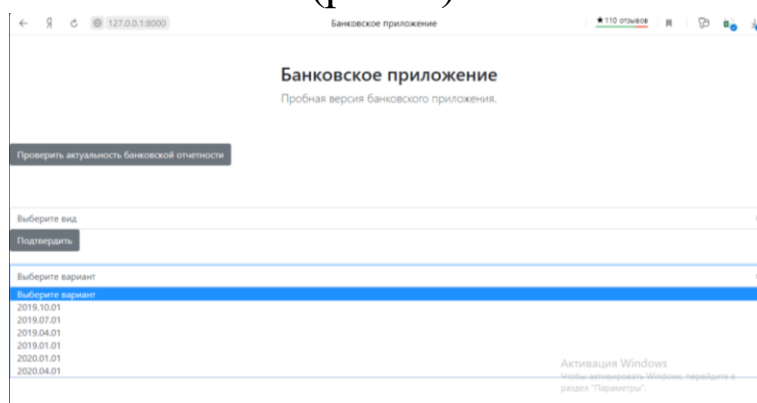 127.0.0.1:8000 Банковское приложение ★ 110 отзывов
Банковское приложение
Пробная версия банковского приложения.
Проверить актуальность банковской отчетности
Выберите вид
Подтвердить
Выберите вариант
Выберите вариант
2019.10.01
2019.07.01
2019.04.01
2019.01.01
2020.01.01
2020.04.01
Активация Windows
Чтобы активировать Windows, перейдите в
раздел "Параметры".